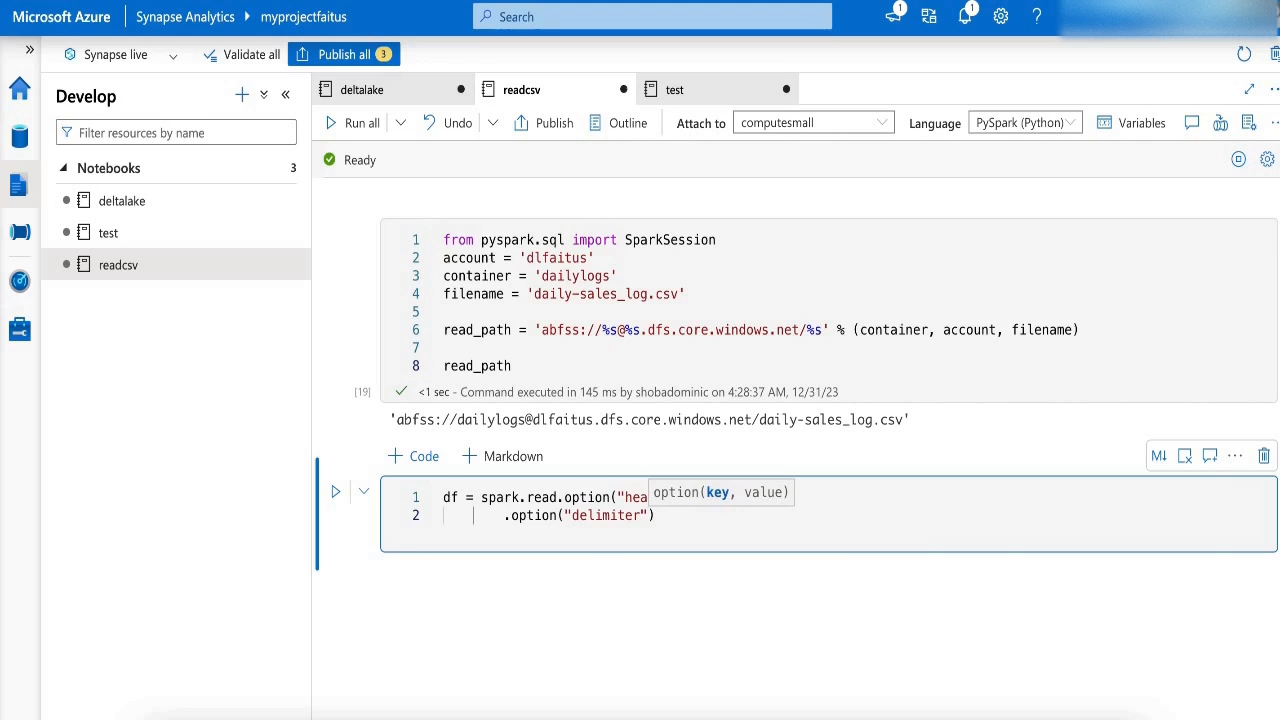 Microsoft Azure
Synapse Analytics
myprojectfaitus
Search
1
1
?
Synapse live
Validate all
Publish all 3
Develop
Filter resources by name
Notebooks 3
deltalake
test
readcsv
deltalake
readcsv
test
Run all
Undo
Publish
Outline
Attach to
computesmall
Language
PySpark (Python)
Variables
Ready
1 from pyspark.sql import SparkSession
2 account = 'dlfaitus'
3 container = 'dailylogs'
4 filename = 'daily-sales_log.csv'
5
6 read_path = 'abfss://%s@%s.dfs.core.windows.net/%s' % (container, account, filename)
7
8 read_path
[19] <1 sec - Command executed in 145 ms by shobadominic on 4:28:37 AM, 12/31/23
'abfss://dailylogs@dlfaitus.dfs.core.windows.net/daily-sales_log.csv'
+ Code + Markdown
M↓
1 df = spark.read.option("hea
option(key, value)
2 .option("delimiter")